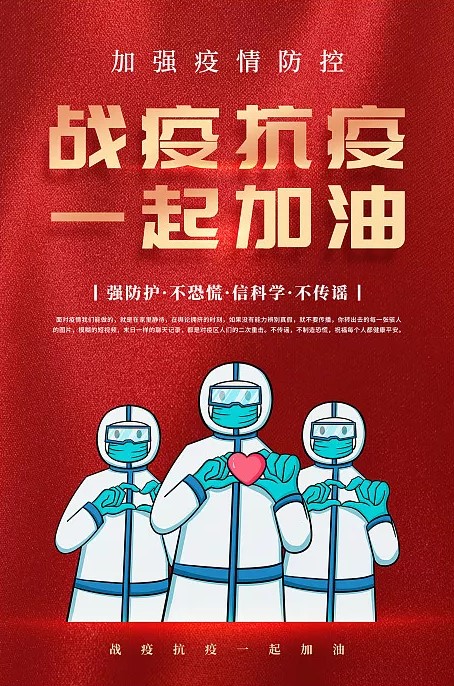 加强疫情防控
战疫抗疫
一起加油
强防护·不恐慌·信科学·不传谣
面对疫情我们能做的，就是在家里静待，在舆论拥挤的时刻，如果没有能力辨别真假，就不要传播，你转出去的每一张骇人
的图片，模糊的短视频，末日一样的聊天记录，都是对疫区人们的二次重击。不传谣，不制造恐慌，祝福每个人都健康平安。
战疫抗疫一起加油